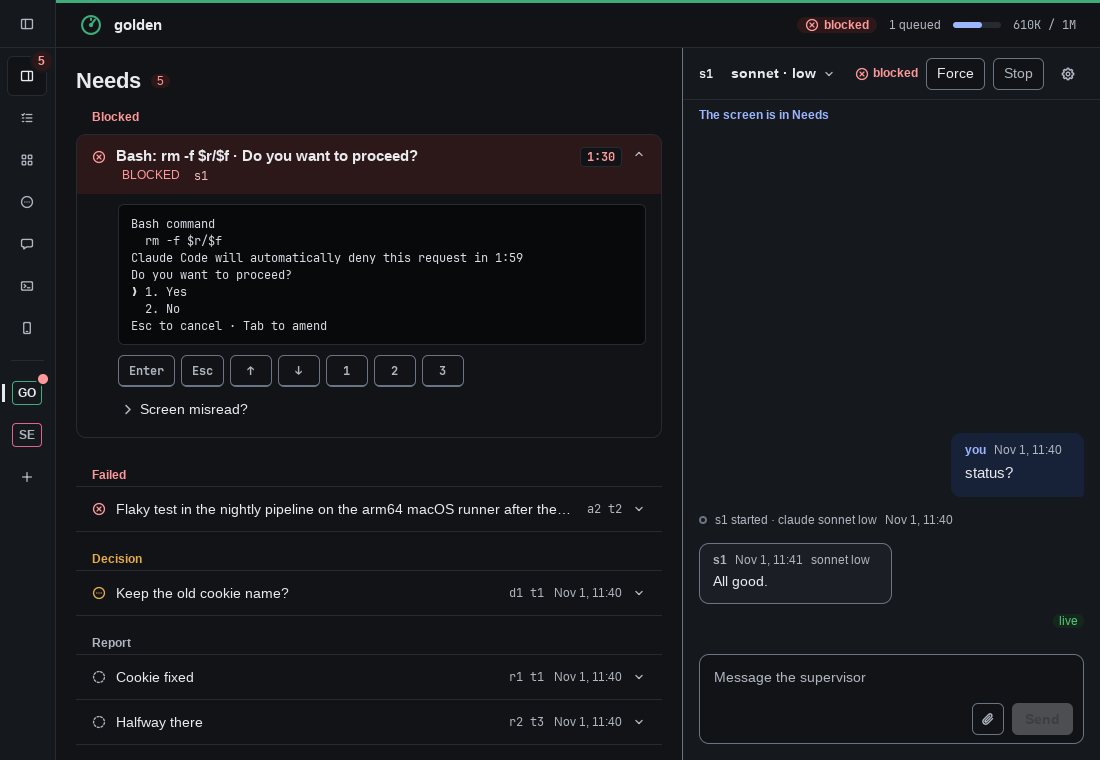 golden
blocked 1 queued 610K / 1M
5
Needs 5
Blocked
Bash: rm -f $r/$f · Do you want to proceed? 1:30
BLOCKED s1
Bash command
rm -f $r/$f
Claude Code will automatically deny this request in 1:59
Do you want to proceed?
❯ 1. Yes
2. No
Esc to cancel · Tab to amend
Enter Esc ↑ ↓ 1 2 3
Screen misread?
Failed
Flaky test in the nightly pipeline on the arm64 macOS runner after the… a2 t2
Decision
Keep the old cookie name? d1 t1 Nov 1, 11:40
Report
Cookie fixed r1 t1 Nov 1, 11:40
Halfway there r2 t3 Nov 1, 11:40
GO
SE
s1 sonnet · low blocked Force Stop
The screen is in Needs
you Nov 1, 11:40
status?
s1 started · claude sonnet low Nov 1, 11:40
s1 Nov 1, 11:41 sonnet low
All good.
live
Message the supervisor
Send